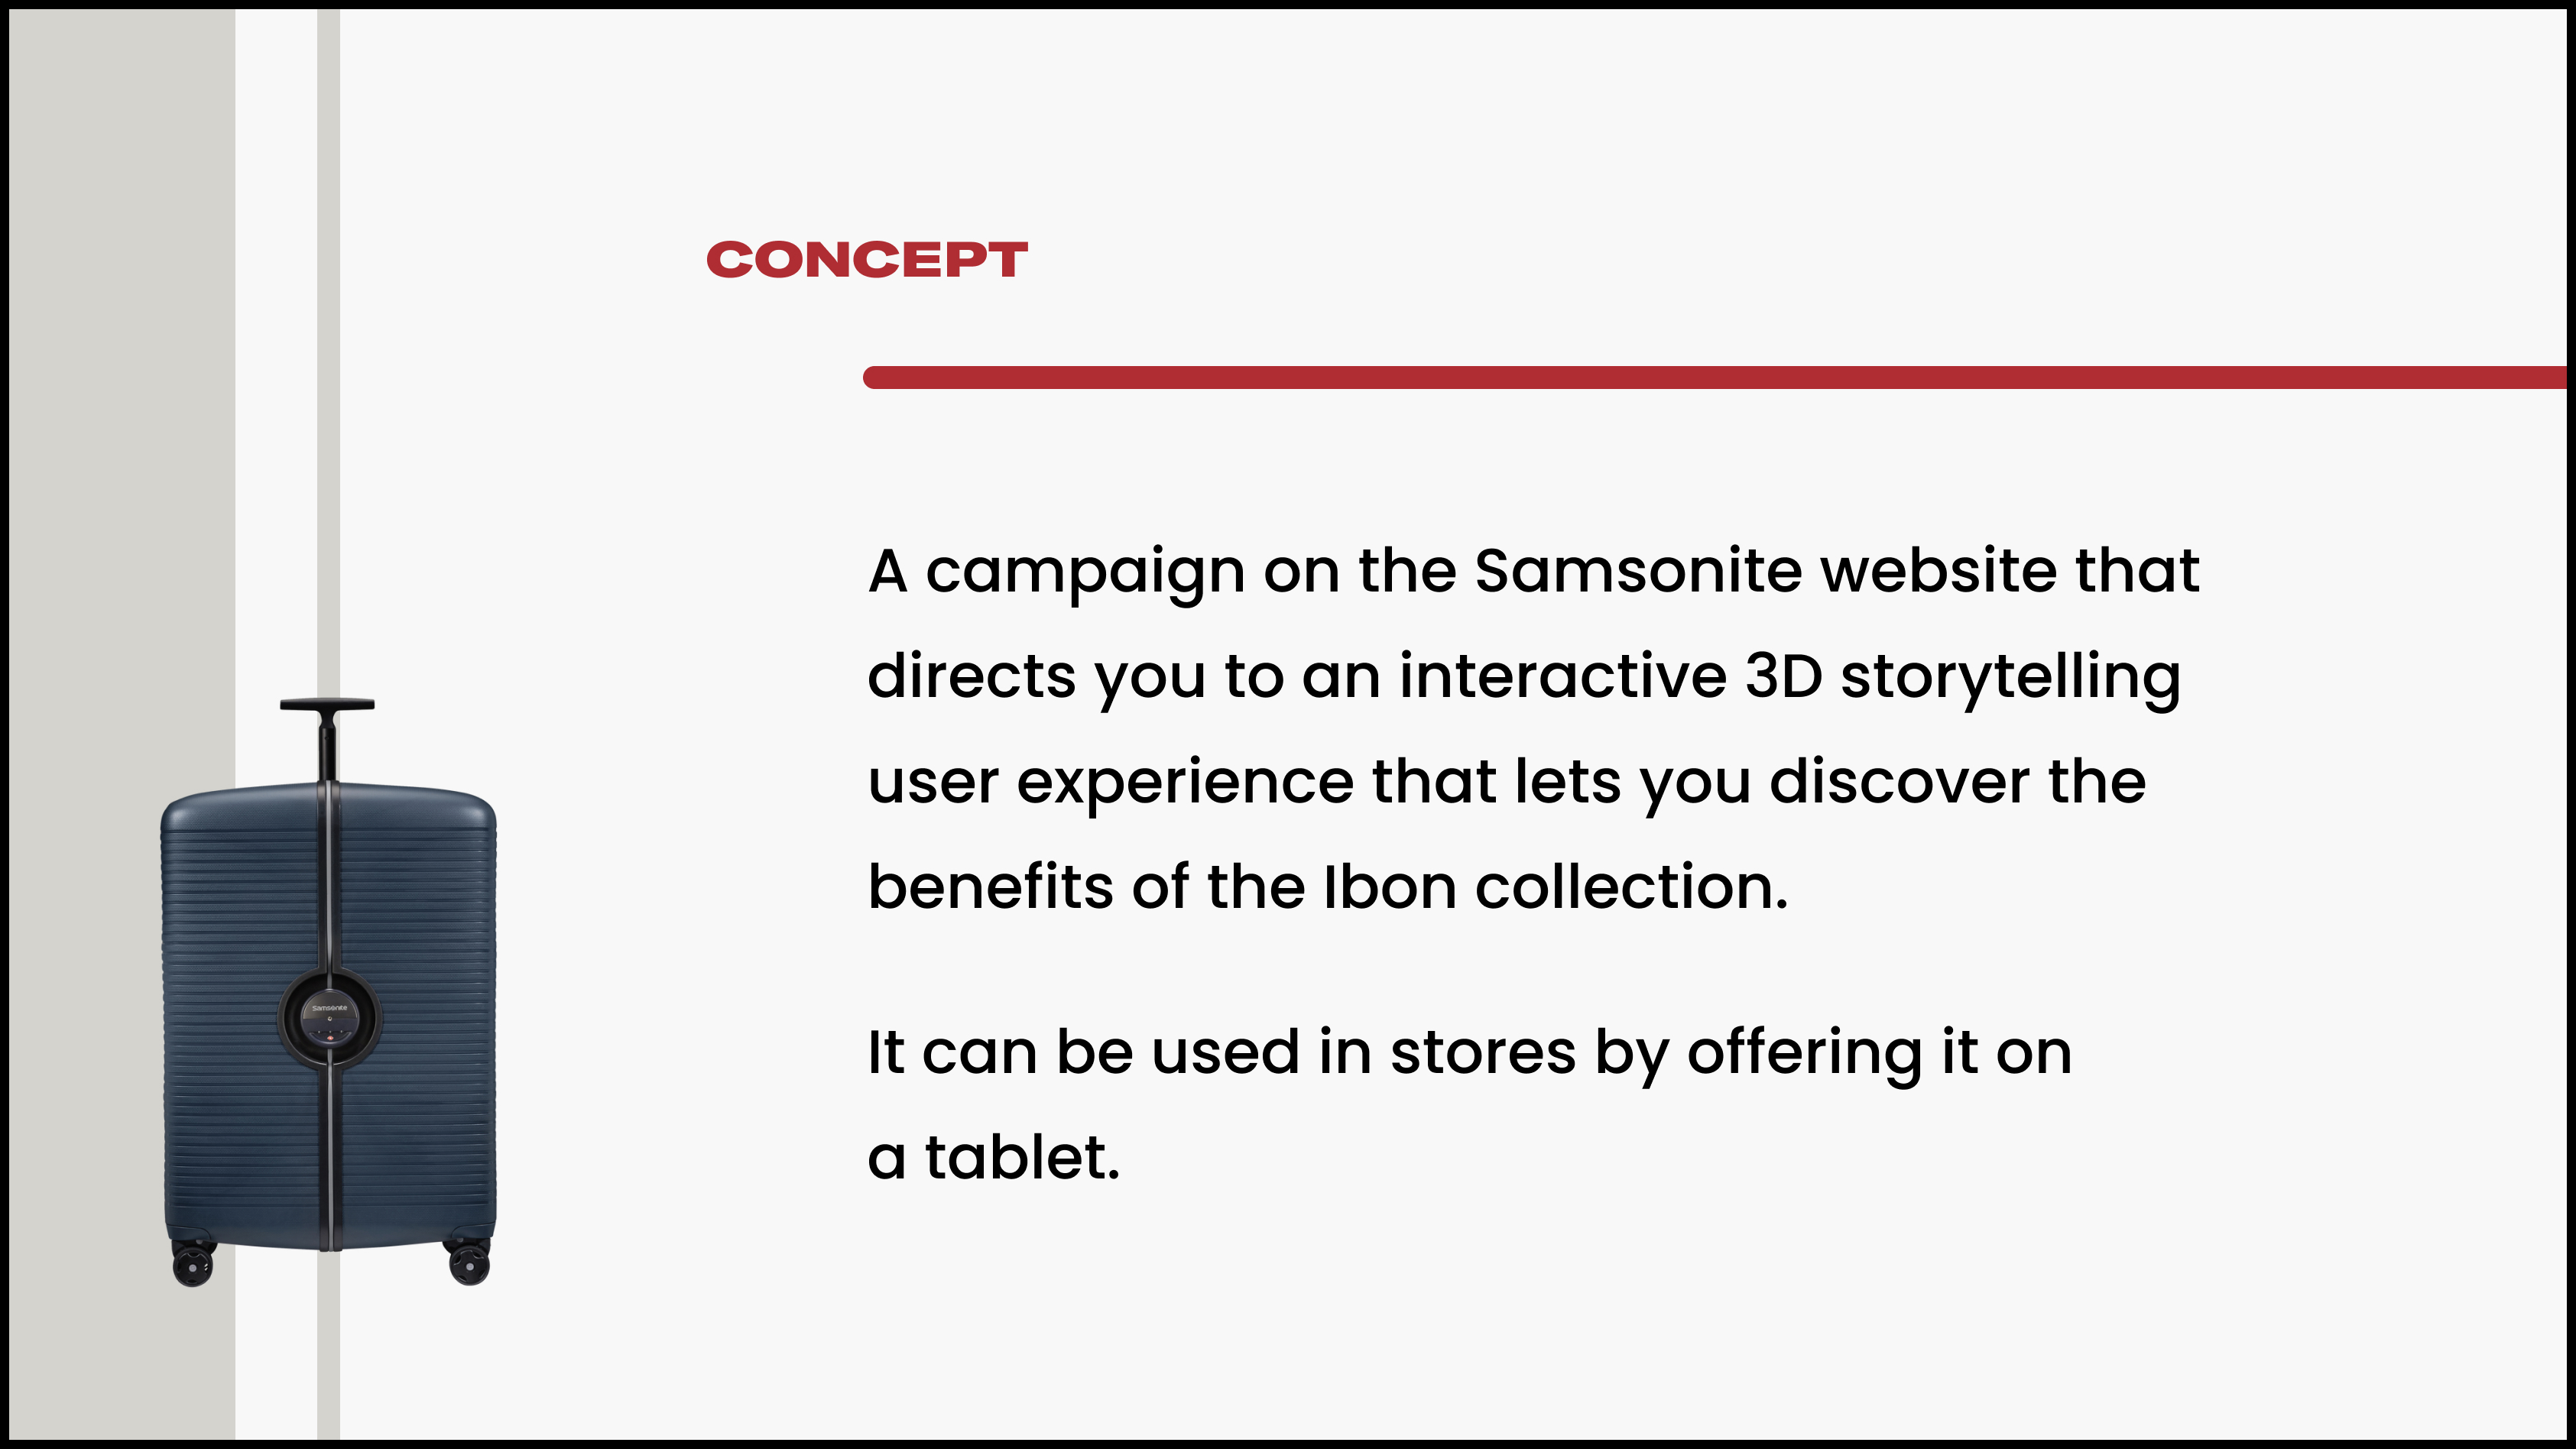 CONCEPT
A campaign on the Samsonite website that
directs you to an interactive 3D storytelling
user experience that lets you discover the
benefits of the Ibon collection.
It can be used in stores by offering it on
a tablet.
Samsonite